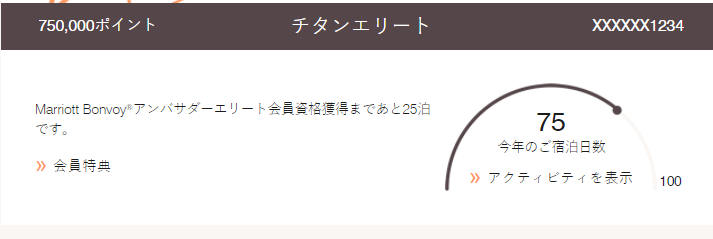 750,000ポイント チタンエリート XXXXXX1234
Marriott Bonvoy®アンバサダーエリート会員資格獲得まであと25泊
です。
» 会員特典
75
今年のご宿泊日数
» アクティビティを表示
100